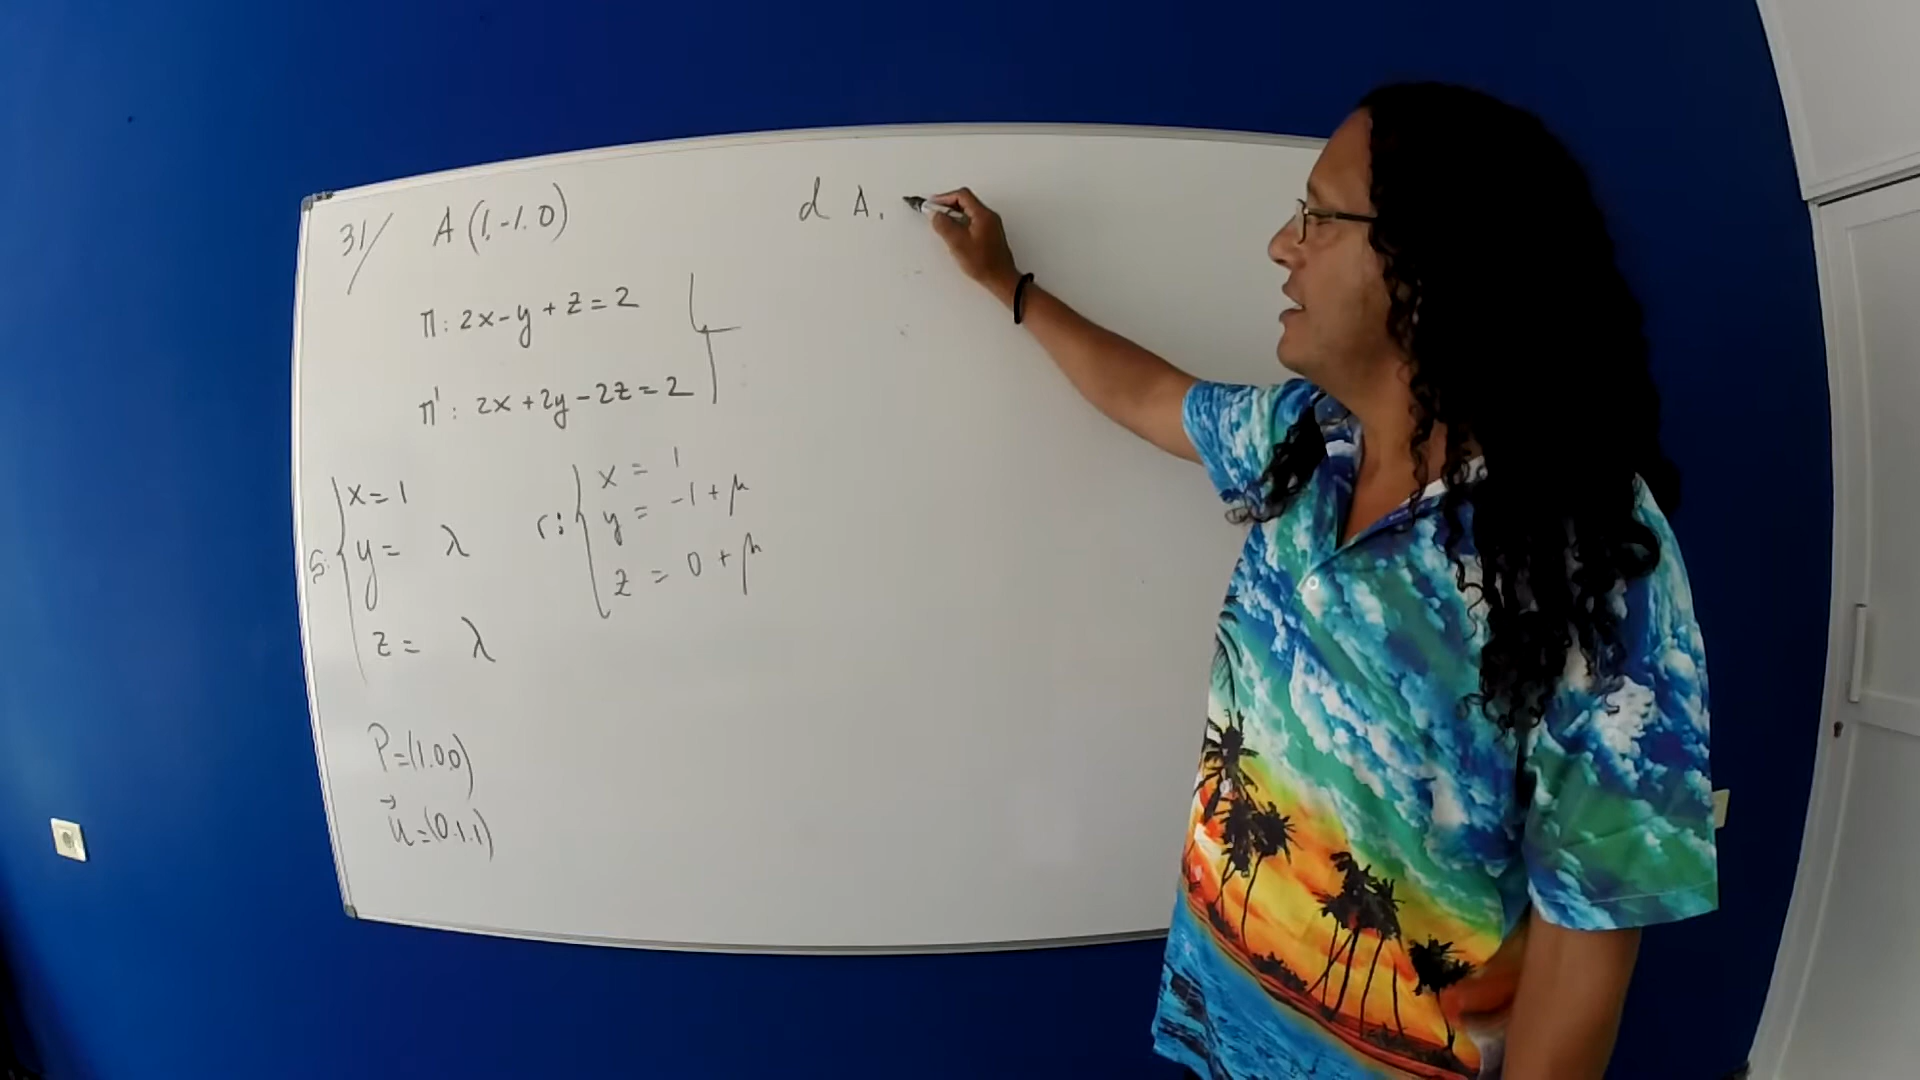 31/ A (1.-1.0)
π: 2x-y+z=2
π': 2x+2y-2z=2
s: { x=1
y= λ
z= λ
r: { x = 1
y = -1+μ
z = 0+μ
P=(1.0.0)
u⃗=(0.1.1)
d A.